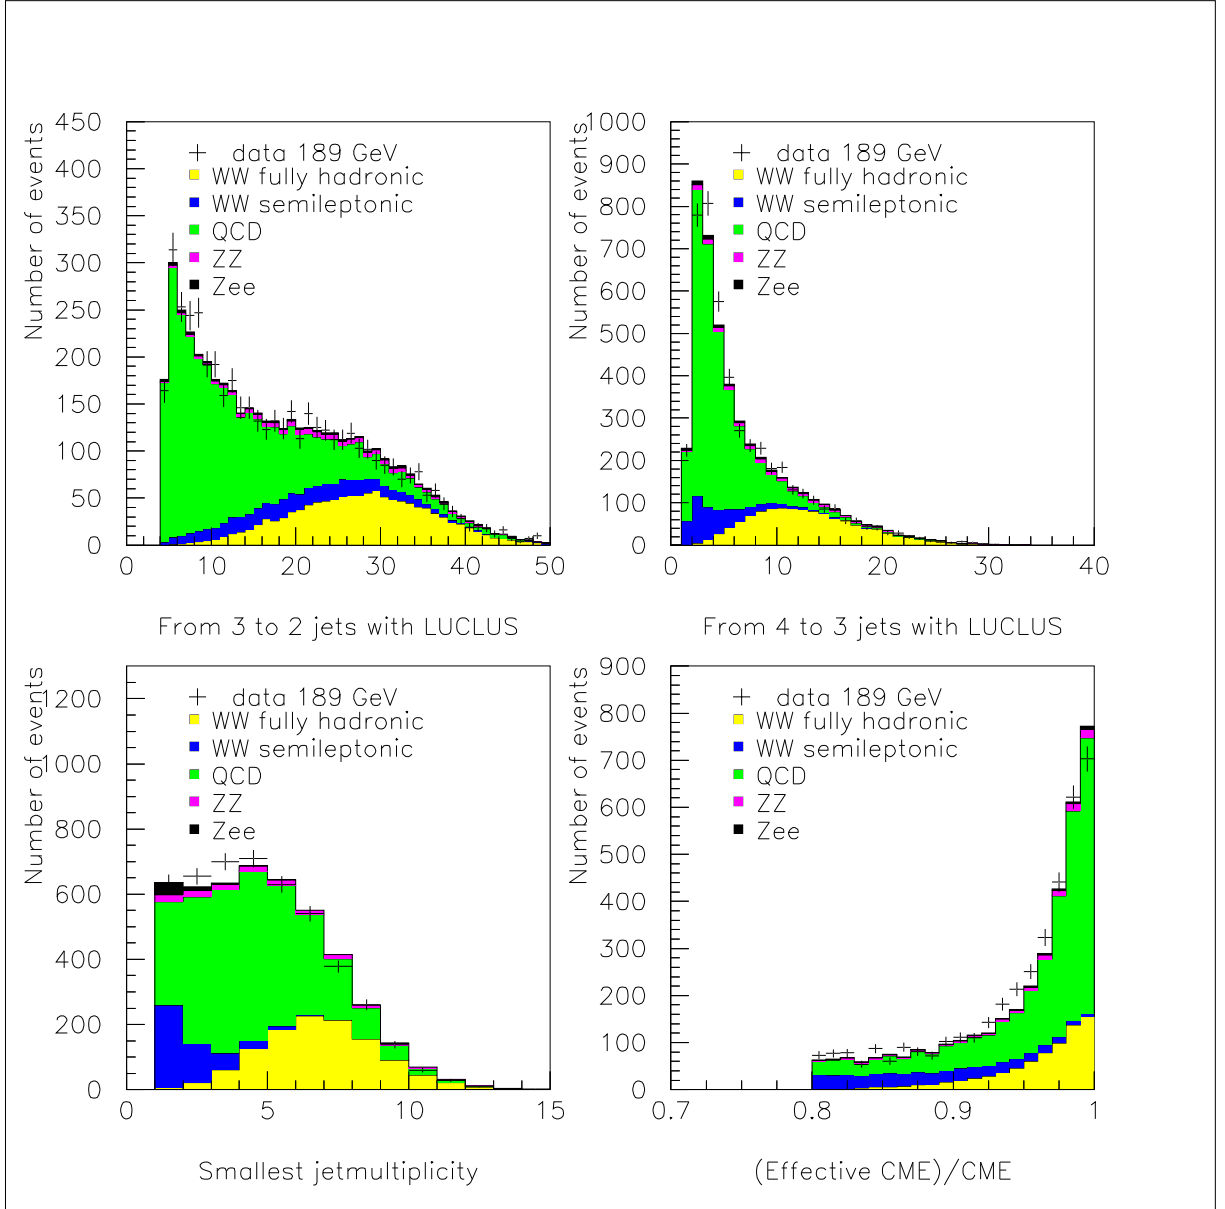 Number of events
450
400
350
300
250
200
150
100
50
0
data 189 GeV
WW fully hadronic
WW semileptonic
QCD
ZZ
Zee
0 10 20 30 40 50
From 3 to 2 jets with LUCLUS
Number of events
1000
900
800
700
600
500
400
300
200
100
0
data 189 GeV
WW fully hadronic
WW semileptonic
QCD
ZZ
Zee
0 10 20 30 40
From 4 to 3 jets with LUCLUS
Number of events
1200
1000
800
600
400
200
0
data 189 GeV
WW fully hadronic
WW semileptonic
QCD
ZZ
Zee
0 5 10 15
Smallest jetmultiplicity
Number of events
900
800
700
600
500
400
300
200
100
0
data 189 GeV
WW fully hadronic
WW semileptonic
QCD
ZZ
Zee
0.7 0.8 0.9 1
(Effective CME)/CME